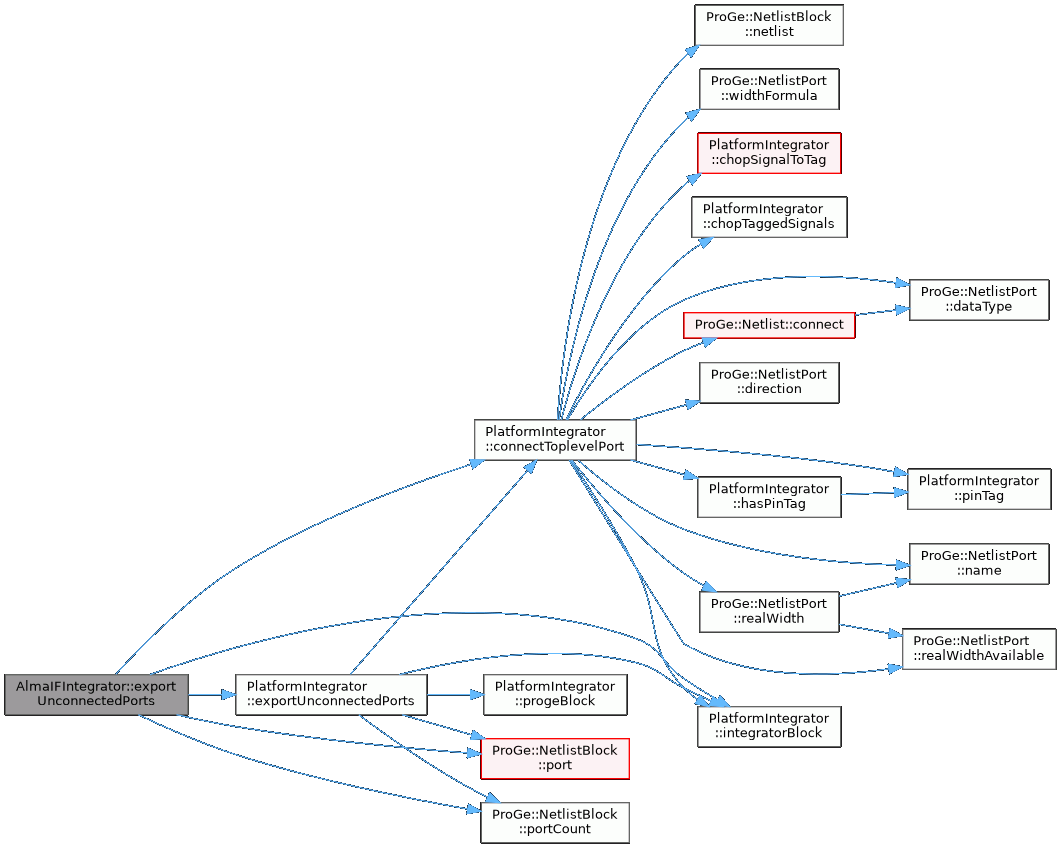 ProGe::NetlistBlock
::netlist
ProGe::NetlistPort
::widthFormula
PlatformIntegrator
::chopSignalToTag
PlatformIntegrator
::chopTaggedSignals
ProGe::NetlistPort
::dataType
ProGe::Netlist::connect
ProGe::NetlistPort
::direction
PlatformIntegrator
::connectToplevelPort
PlatformIntegrator
::hasPinTag
PlatformIntegrator
::pinTag
ProGe::NetlistPort
::name
ProGe::NetlistPort
::realWidth
ProGe::NetlistPort
::realWidthAvailable
AlmaIFIntegrator::export
UnconnectedPorts
PlatformIntegrator
::exportUnconnectedPorts
PlatformIntegrator
::progeBlock
PlatformIntegrator
::integratorBlock
ProGe::NetlistBlock
::port
ProGe::NetlistBlock
::portCount